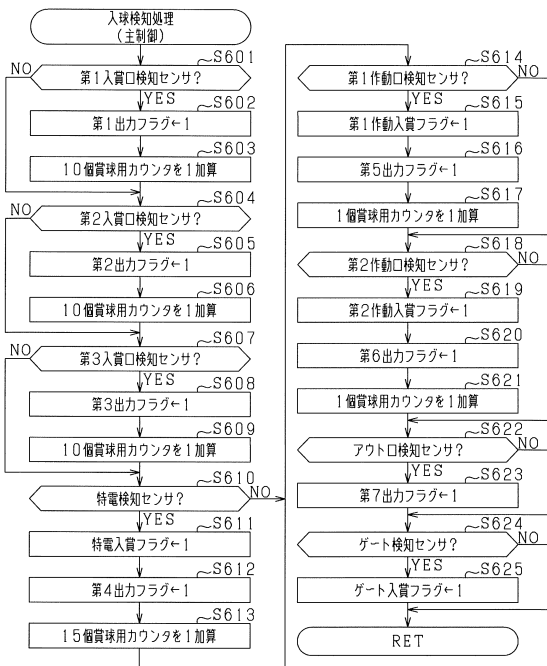 入球検知処理
(主制御)
S601
NO
第1入賞口検知センサ?
YES
S602
第1出力フラグ←1
S603
10個賞球用カウンタを1加算
S604
NO
第2入賞口検知センサ?
YES
S605
第2出力フラグ←1
S606
10個賞球用カウンタを1加算
S607
NO
第3入賞口検知センサ?
YES
S608
第3出力フラグ←1
S609
10個賞球用カウンタを1加算
S610
特電検知センサ?
NO
YES
S611
特電入賞フラグ←1
S612
第4出力フラグ←1
S613
15個賞球用カウンタを1加算
S614
第1作動口検知センサ?
NO
YES
S615
第1作動入賞フラグ←1
S616
第5出力フラグ←1
S617
1個賞球用カウンタを1加算
S618
第2作動口検知センサ?
NO
YES
S619
第2作動入賞フラグ←1
S620
第6出力フラグ←1
S621
1個賞球用カウンタを1加算
S622
アウト口検知センサ?
NO
YES
S623
第7出力フラグ←1
S624
ゲート検知センサ?
NO
YES
S625
ゲート入賞フラグ←1
RET